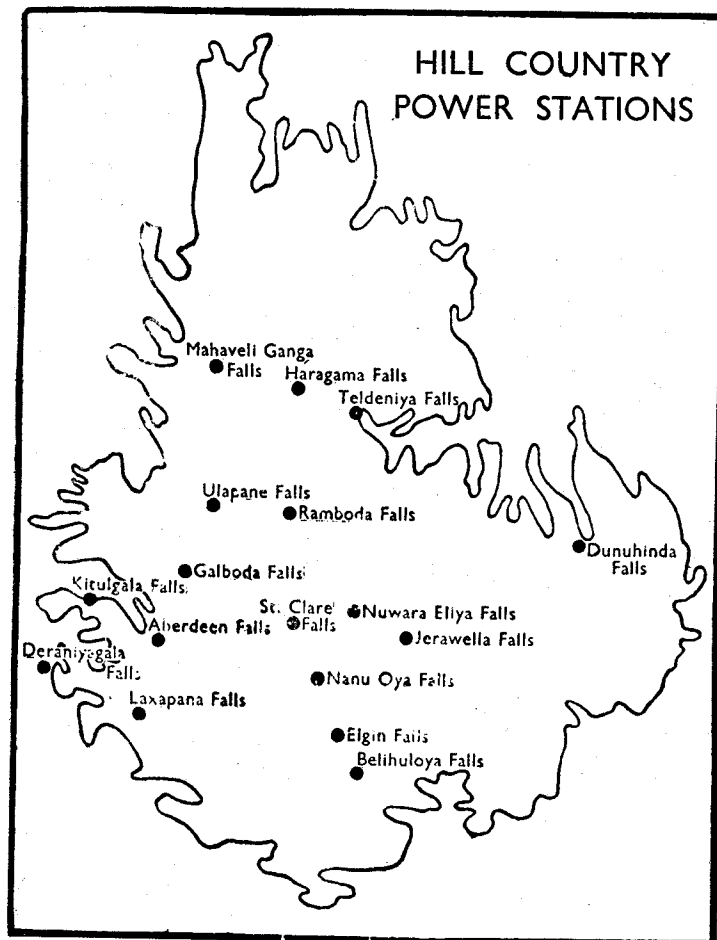 HILL COUNTRY
POWER STATIONS
Mahaveli Ganga
Falls
Haragama Falls
Teldeniya Falls
Ulapane Falls
Ramboda Falls
Dunuhinda
Falls
Galboda Falls
Kitulgala Falls
St. Clare
Falls
Nuwara Eliya Falls
Aberdeen Falls
Jerawella Falls
Deraniyagala
Falls
Nanu Oya Falls
Laxapana Falls
Elgin Falls
Belihuloya Falls